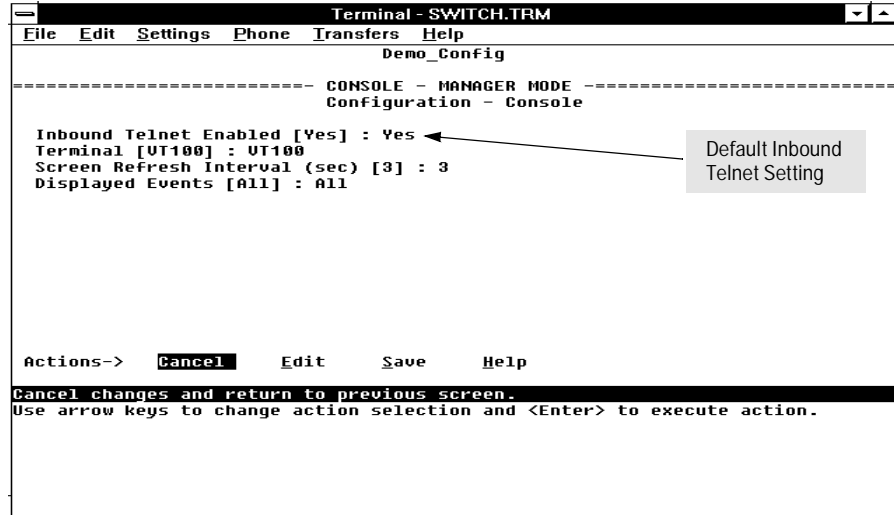 Terminal - SWITCH.TRM
File Edit Settings Phone Transfers Help
Demo_Config
===========================- CONSOLE - MANAGER MODE -============================
Configuration - Console
Inbound Telnet Enabled [Yes] : Yes
Terminal [VT100] : VT100
Screen Refresh Interval (sec) [3] : 3
Displayed Events [All] : All
Default Inbound
Telnet Setting
Actions-> Cancel Edit Save Help
Cancel changes and return to previous screen.
Use arrow keys to change action selection and <Enter> to execute action.